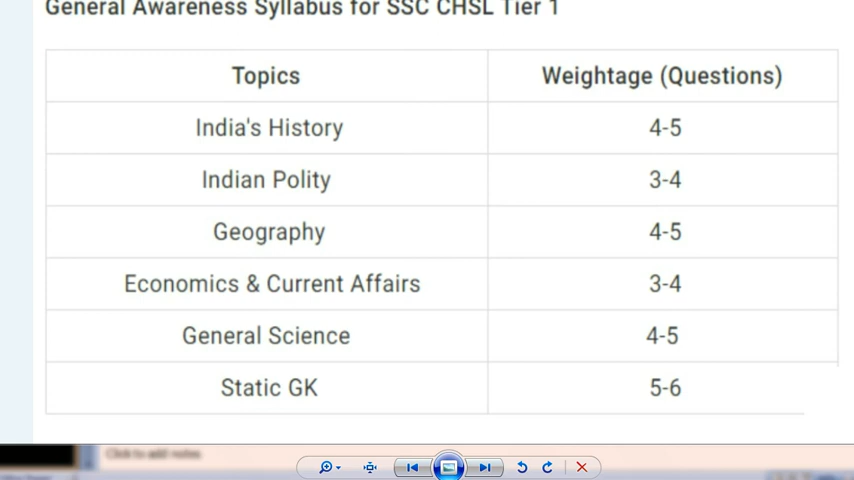 General Awareness Syllabus for SSC CHSL Tier 1
Topics Weightage (Questions)
India's History 4-5
Indian Polity 3-4
Geography 4-5
Economics & Current Affairs 3-4
General Science 4-5
Static GK 5-6
Click to add notes